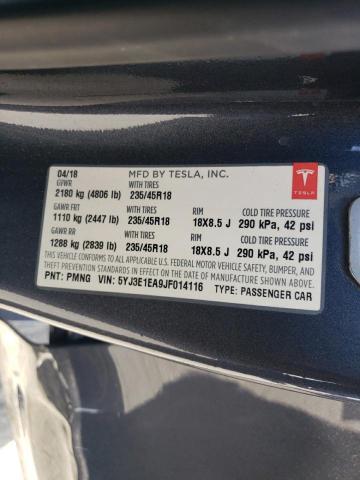 04/18 MFD BY TESLA, INC.
GVWR WITH TIRES
2180 kg (4806 lb) 235/45R18
GAWR FRT WITH TIRES RIM COLD TIRE PRESSURE
1110 kg (2447 lb) 235/45R18 18X8.5 J 290 kPa, 42 psi
GAWR RR WITH TIRES RIM COLD TIRE PRESSURE
1288 kg (2839 lb) 235/45R18 18X8.5 J 290 kPa, 42 psi
THIS VEHICLE CONFORMS TO ALL APPLICABLE U.S. FEDERAL MOTOR VEHICLE SAFETY, BUMPER, AND
THEFT PREVENTION STANDARDS IN EFFECT ON THE DATE OF MANUFACTURE SHOWN ABOVE.
PNT: PMNG VIN: 5YJ3E1EA9JF014116 TYPE: PASSENGER CAR
TESLA